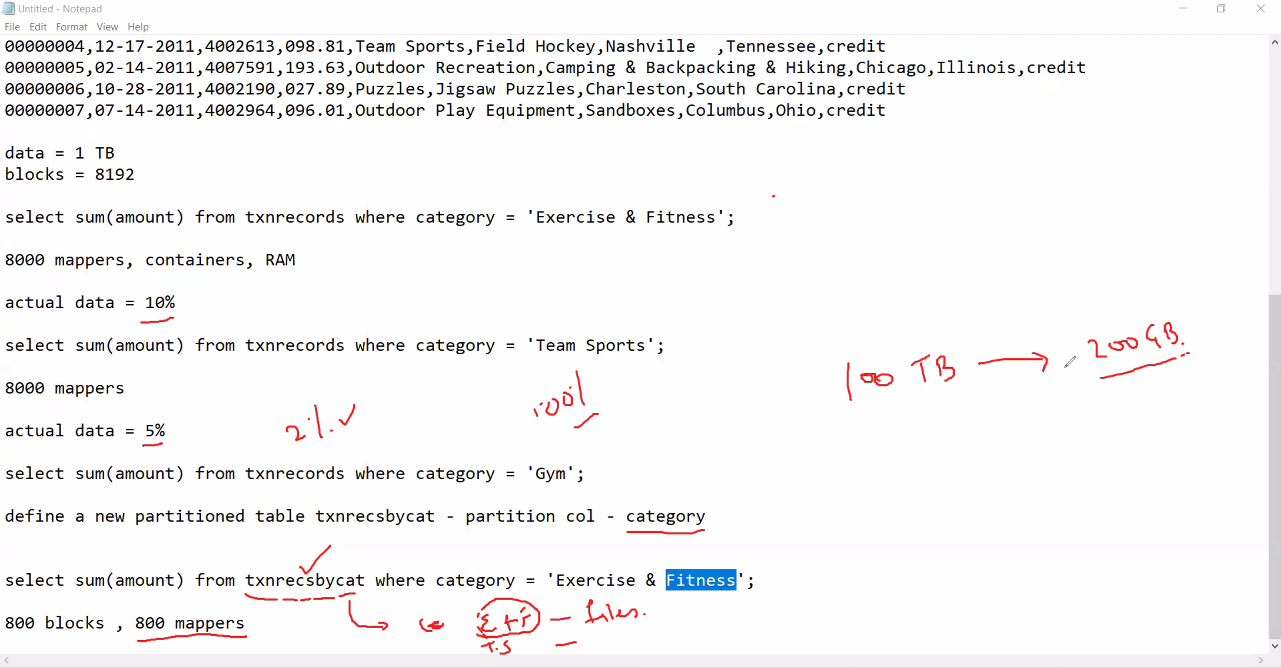 Untitled - Notepad
File Edit Format View Help
00000004,12-17-2011,4002613,098.81,Team Sports,Field Hockey,Nashville  ,Tennessee,credit
00000005,02-14-2011,4007591,193.63,Outdoor Recreation,Camping & Backpacking & Hiking,Chicago,Illinois,credit
00000006,10-28-2011,4002190,027.89,Puzzles,Jigsaw Puzzles,Charleston,South Carolina,credit
00000007,07-14-2011,4002964,096.01,Outdoor Play Equipment,Sandboxes,Columbus,Ohio,credit
data = 1 TB
blocks = 8192
select sum(amount) from txnrecords where category = 'Exercise & Fitness';
8000 mappers, containers, RAM
actual data = 10%
select sum(amount) from txnrecords where category = 'Team Sports';
100 TB → 200GB.
8000 mappers
100%
actual data = 5%
2%. ✓
select sum(amount) from txnrecords where category = 'Gym';
define a new partitioned table txnrecsbycat - partition col - category
select sum(amount) from txnrecsbycat where category = 'Exercise & Fitness';
800 blocks , 800 mappers
E+F — files.
T.S —